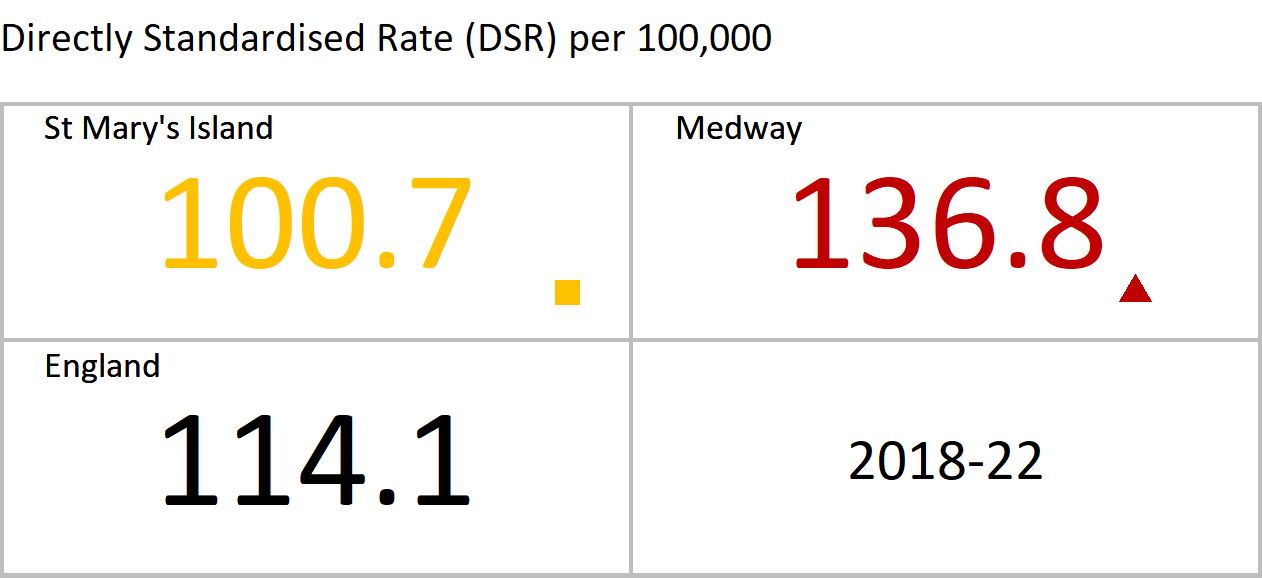 Directly Standardised Rate (DSR) per 100,000
St Mary's Island
100.7
Medway
136.8
England
114.1
2018-22